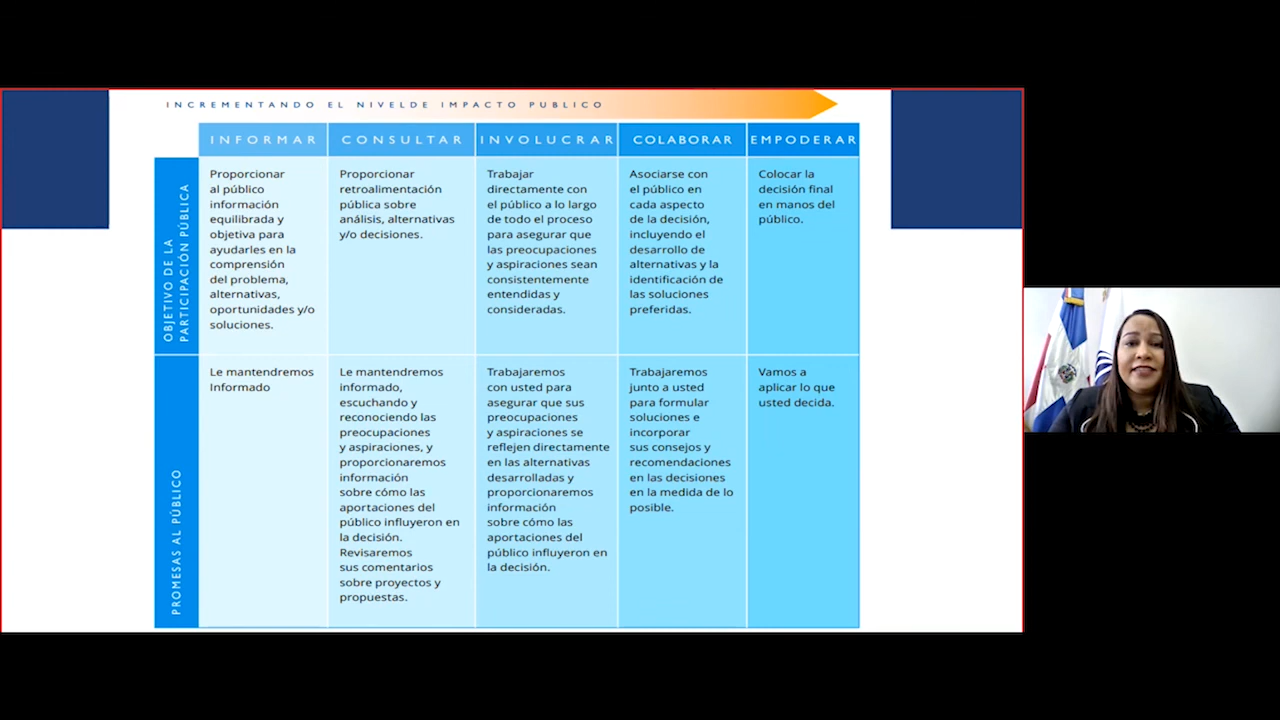 INCREMENTANDO EL NIVELDE IMPACTO PUBLICO
INFORMAR
CONSULTAR
INVOLUCRAR
COLABORAR
EMPODERAR
OBJETIVO DE LA
PARTICIPACIÓN PÚBLICA
Proporcionar
al público
información
equilibrada y
objetiva para
ayudarles en la
comprensión
del problema,
alternativas,
oportunidades y/o
soluciones.
Proporcionar
retroalimentación
pública sobre
análisis, alternativas
y/o decisiones.
Trabajar
directamente con
el público a lo largo
de todo el proceso
para asegurar que
las preocupaciones
y aspiraciones sean
consistentemente
entendidas y
consideradas.
Asociarse con
el público en
cada aspecto
de la decisión,
incluyendo el
desarrollo de
alternativas y la
identificación de
las soluciones
preferidas.
Colocar la
decisión final
en manos del
público.
PROMESAS AL PÚBLICO
Le mantendremos
Informado
Le mantendremos
informado,
escuchando y
reconociendo las
preocupaciones
y aspiraciones, y
proporcionaremos
información
sobre cómo las
aportaciones del
público influyeron en
la decisión.
Revisaremos
sus comentarios
sobre proyectos y
propuestas.
Trabajaremos
con usted para
asegurar que sus
preocupaciones
y aspiraciones se
reflejen directamente
en las alternativas
desarrolladas y
proporcionaremos
información
sobre cómo las
aportaciones del
público influyeron en
la decisión.
Trabajaremos
junto a usted
para formular
soluciones e
incorporar
sus consejos y
recomendaciones
en las decisiones
en la medida de lo
posible.
Vamos a
aplicar lo que
usted decida.